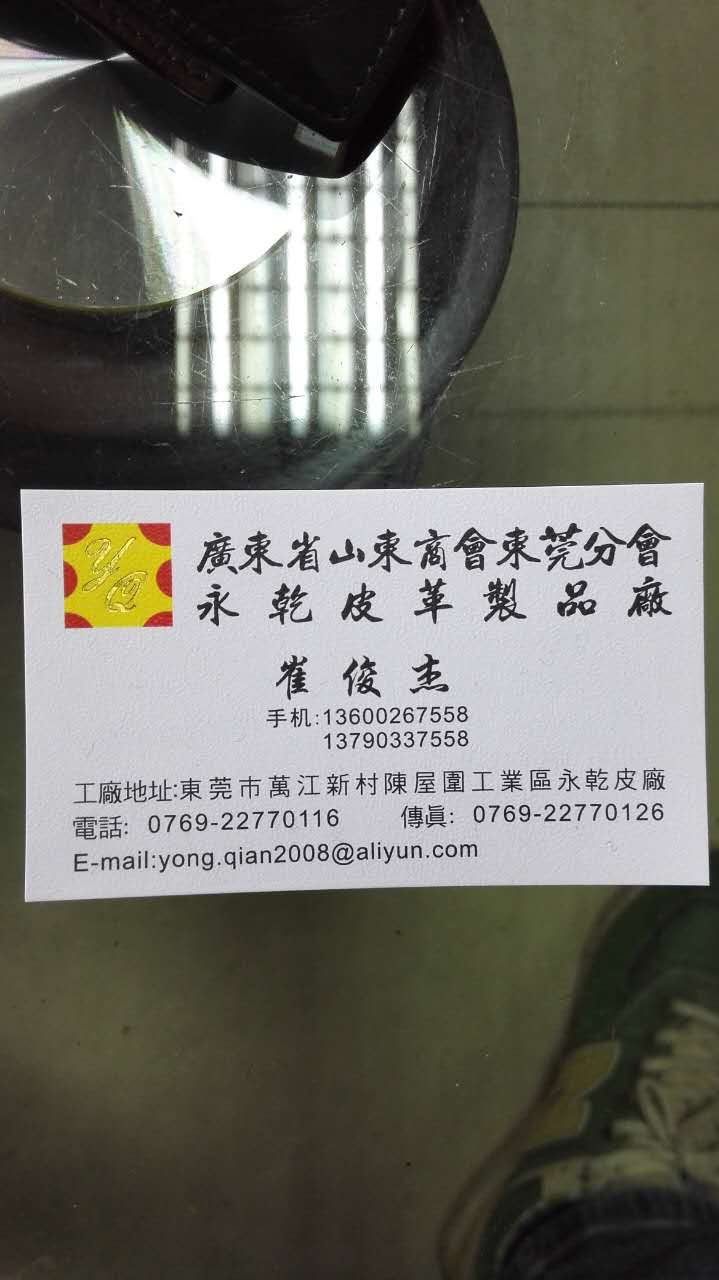 YQ
廣東省山東商會東莞分會
永乾皮革製品廠
崔俊杰
手机:13600267558
13790337558
工廠地址:東莞市萬江新村陳屋圍工業區永乾皮廠
電話: 0769-22770116 傳眞: 0769-22770126
E-mail:yong.qian2008@aliyun.com